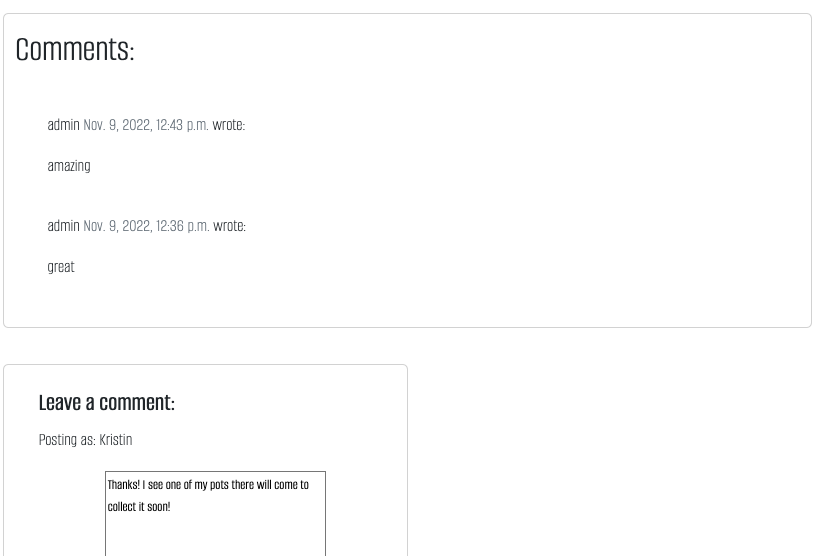 Comments:
admin Nov. 9, 2022, 12:43 p.m. wrote:
amazing
admin Nov. 9, 2022, 12:36 p.m. wrote:
great
Leave a comment:
Posting as: Kristin
Thanks! I see one of my pots there will come to
collect it soon!